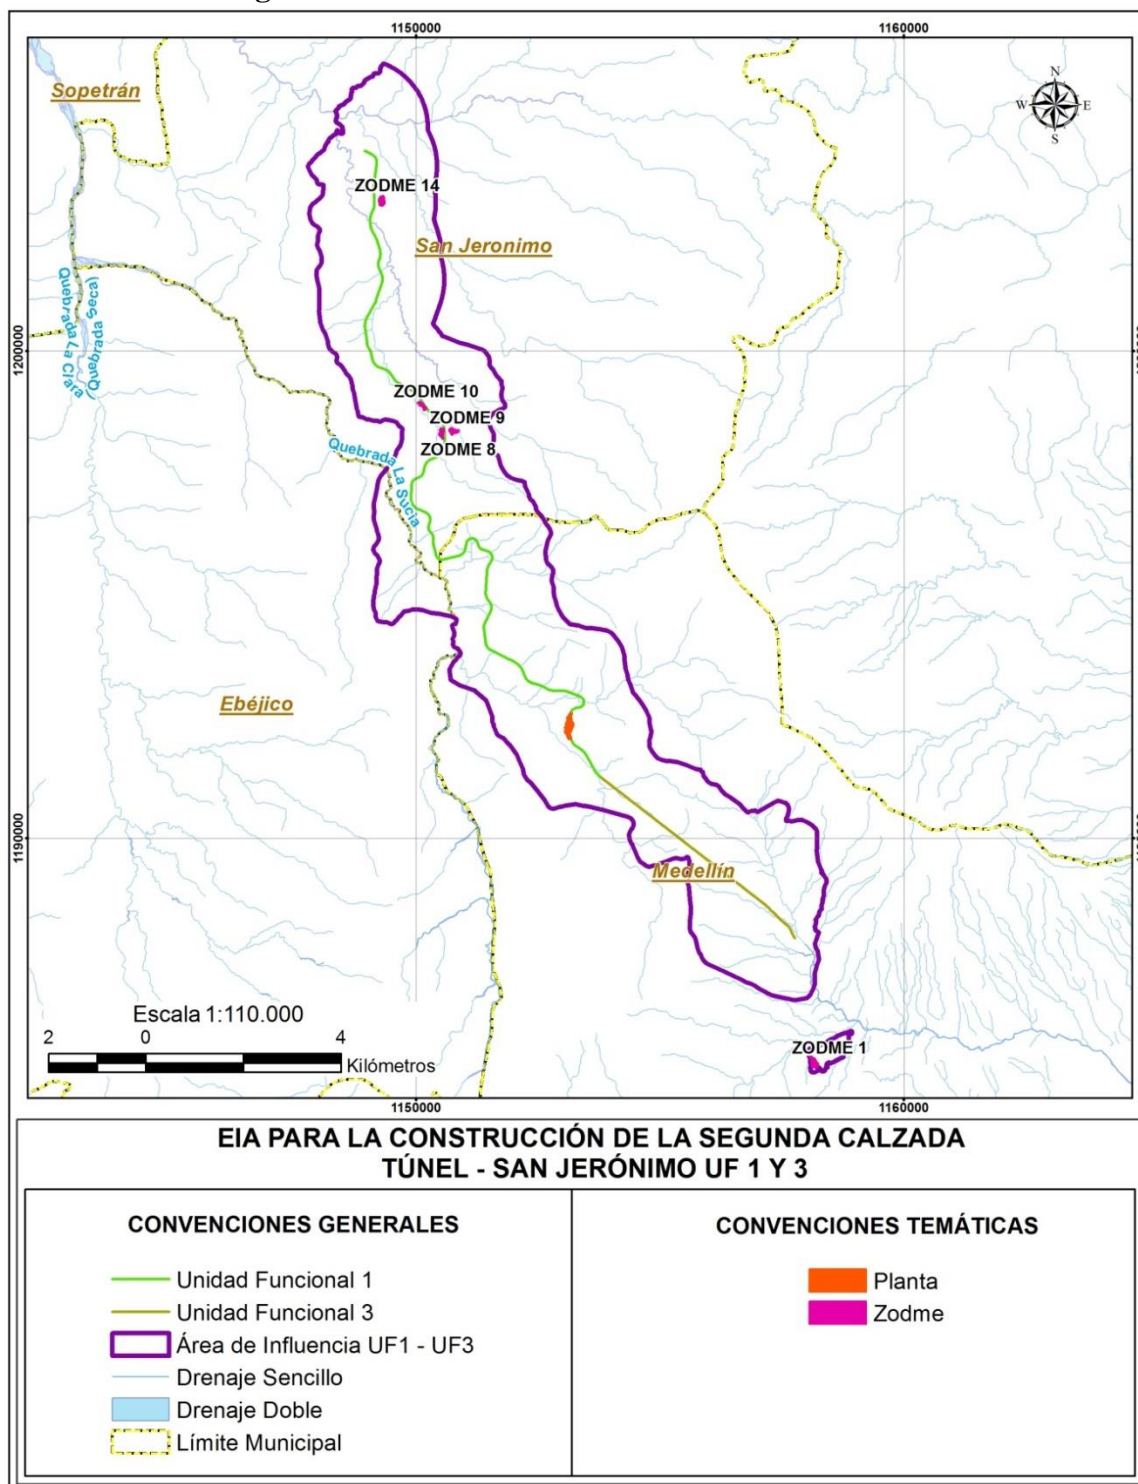 1150000
1160000
Sopetrán
N
W E
S
ZODME 14
San Jeronimo
Quebrada La Clara
(Quebrada Seca)
1200000
ZODME 10
ZODME 9
ZODME 8
Quebrada La Sucia
Ebéjico
1190000
Medellín
Escala 1:110.000
2 0 4
Kilómetros
ZODME 1
1150000
1160000
EIA PARA LA CONSTRUCCIÓN DE LA SEGUNDA CALZADA
TÚNEL - SAN JERÓNIMO UF 1 Y 3
CONVENCIONES GENERALES
Unidad Funcional 1
Unidad Funcional 3
Área de Influencia UF1 - UF3
Drenaje Sencillo
Drenaje Doble
Límite Municipal
CONVENCIONES TEMÁTICAS
Planta
Zodme